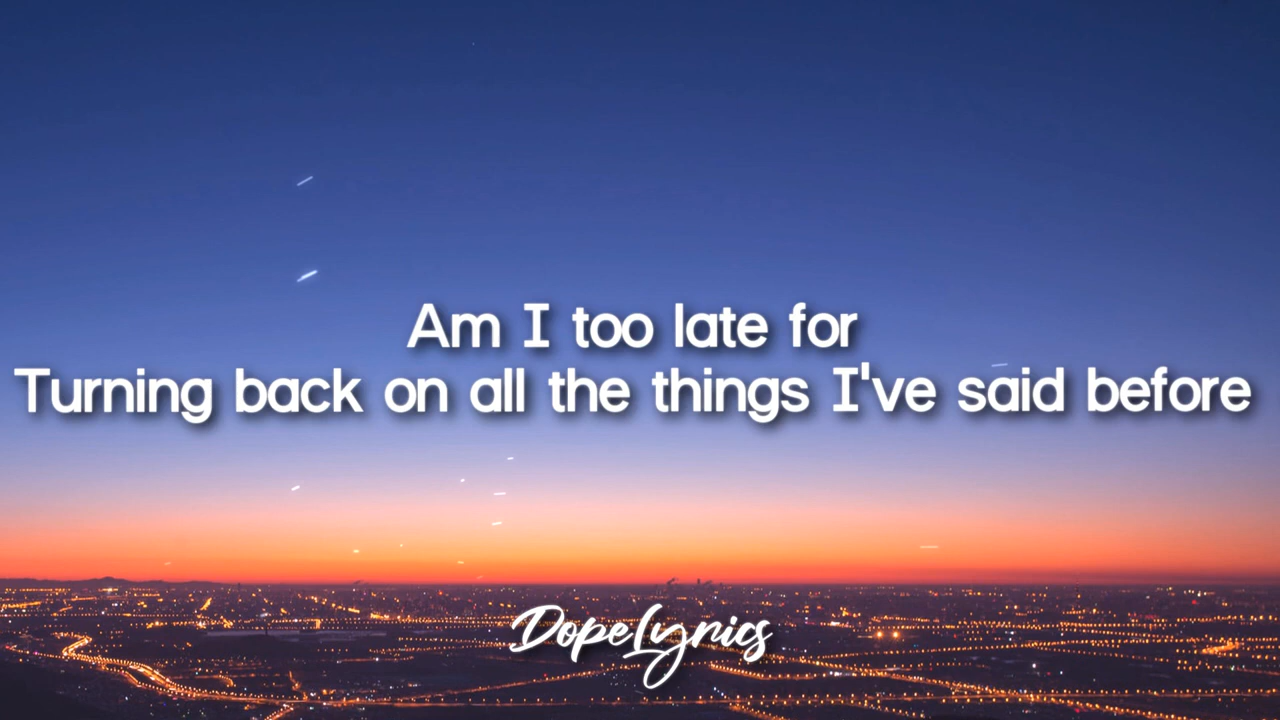 Am I too late for
Turning back on all the things I've said before
DopeLyrics